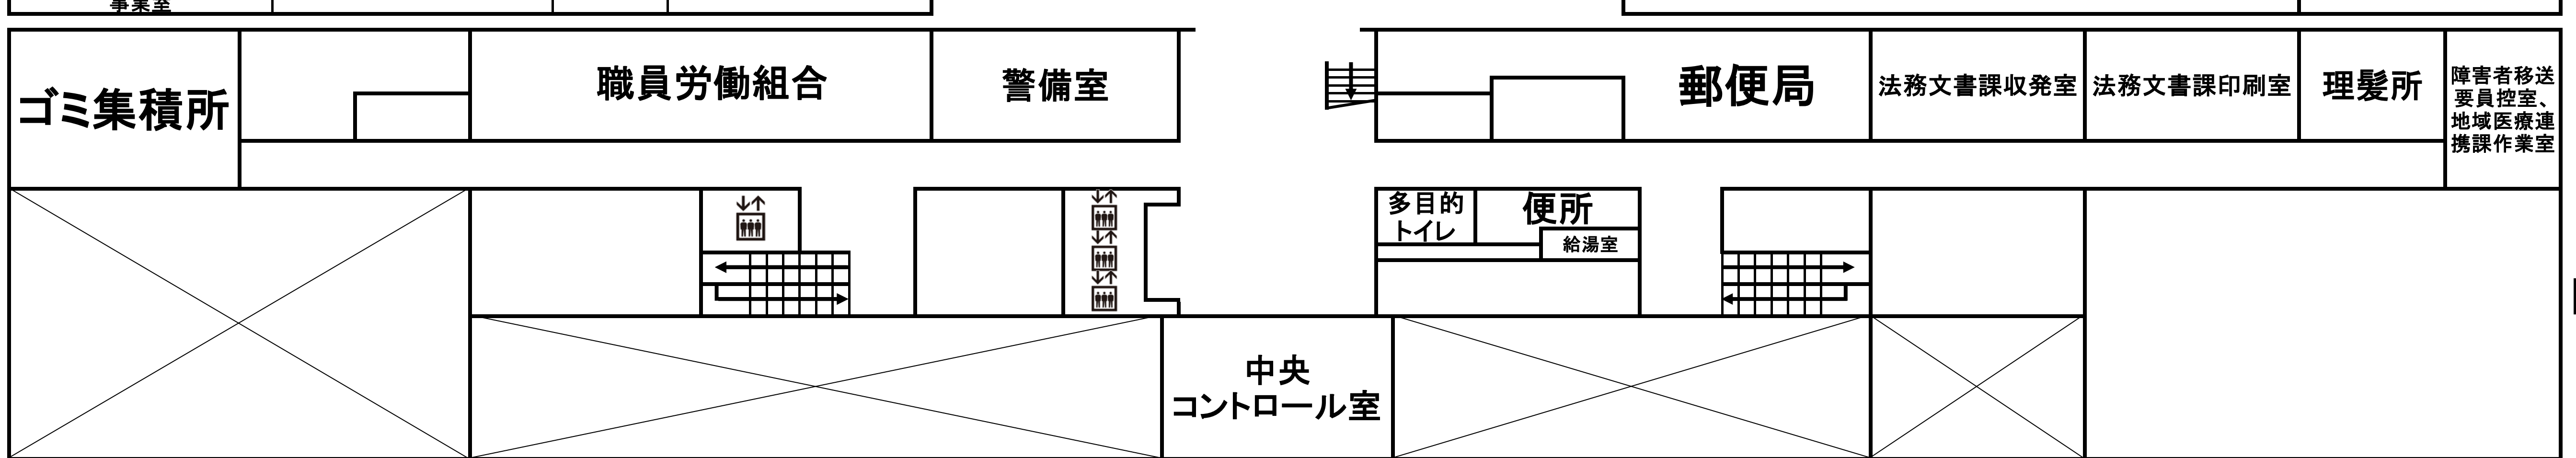 事業室
ゴミ集積所
職員労働組合
警備室
郵便局
法務文書課収発室
法務文書課印刷室
理髪所
障害者移送
要員控室、
地域医療連
携課作業室
多目的
トイレ
便所
給湯室
中央
コントロール室